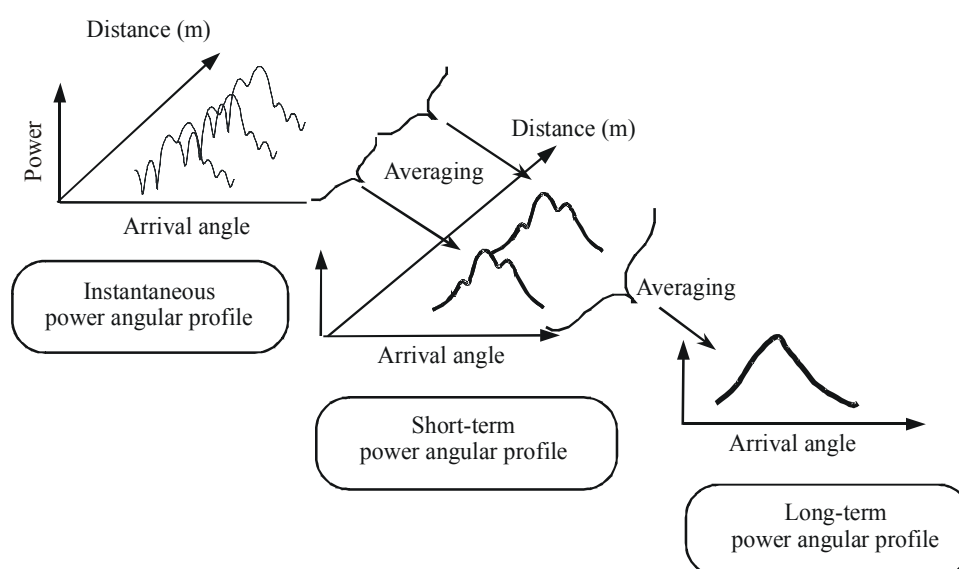 Distance (m)
Power
Arrival angle
Instantaneous
power angular profile
Averaging
Distance (m)
Arrival angle
Short-term
power angular profile
Averaging
Arrival angle
Long-term
power angular profile